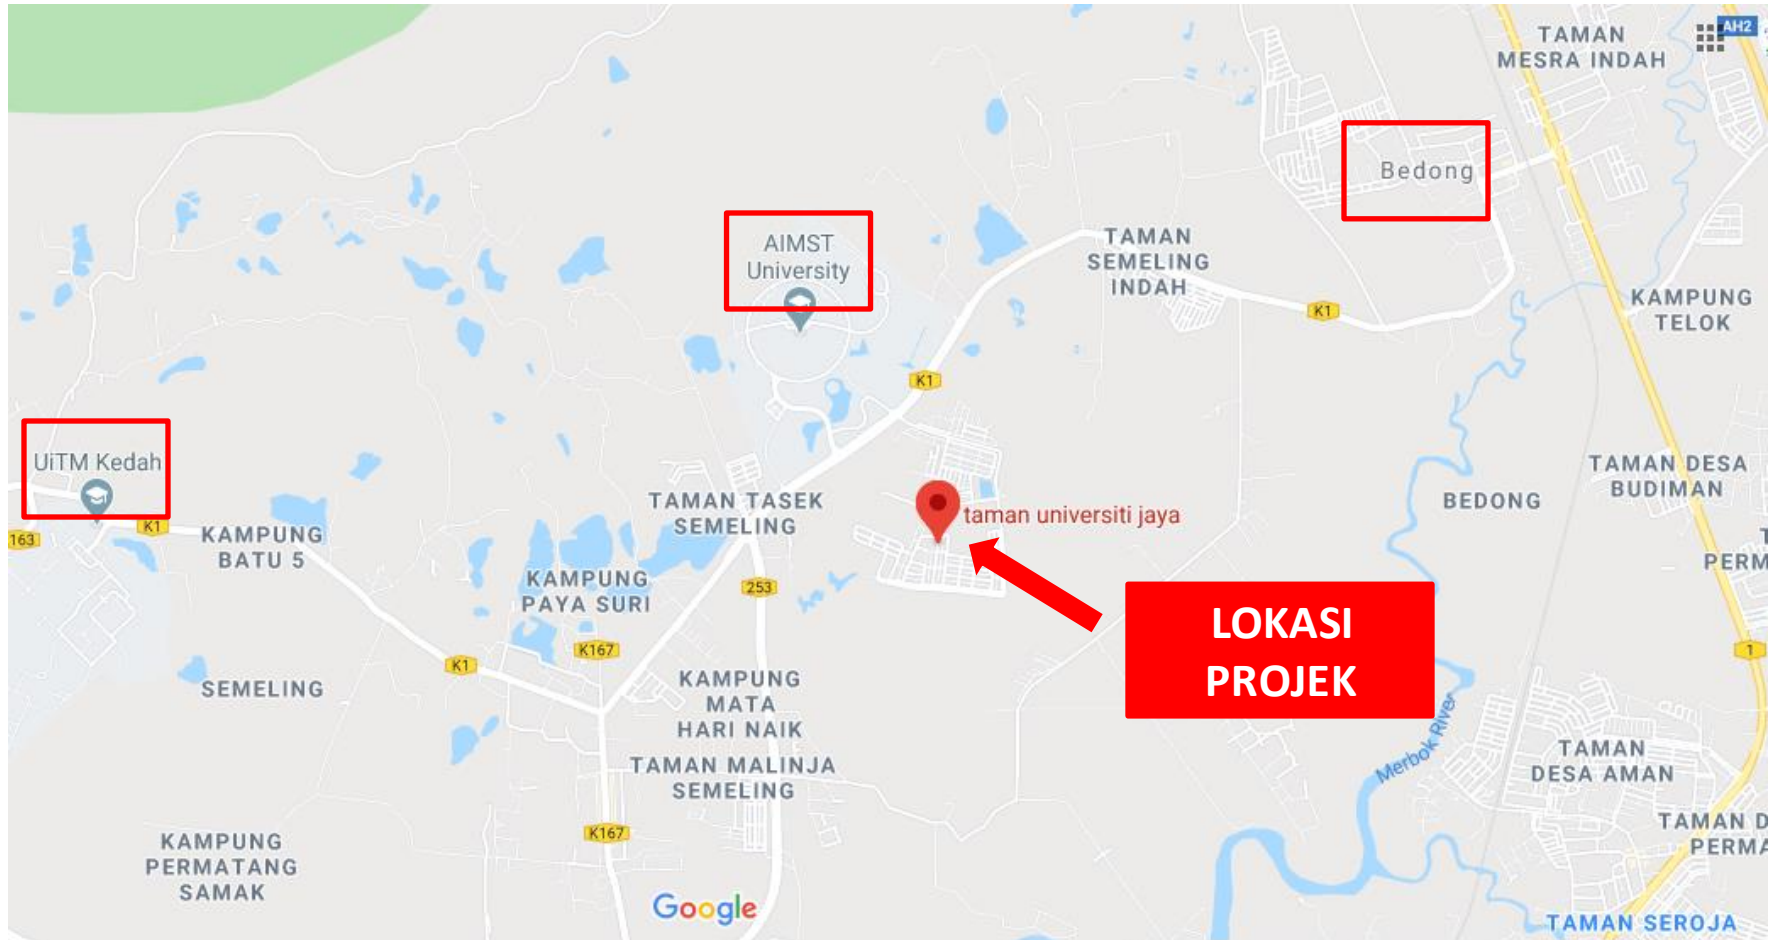 TAMAN
MESRA INDAH
AH2
Bedong
AIMST
University
TAMAN
SEMELING
INDAH
K1
KAMPUNG
TELOK
K1
UiTM Kedah
K1
163
KAMPUNG
BATU 5
TAMAN TASEK
SEMELING
taman universiti jaya
BEDONG
TAMAN DESA
BUDIMAN
PERM
KAMPUNG
PAYA SURI
253
LOKASI
PROJEK
K167
K1
1
SEMELING
KAMPUNG
MATA
HARI NAIK
TAMAN MALINJA
SEMELING
Merbok River
TAMAN
DESA AMAN
K167
TAMAN D
PERMA
KAMPUNG
PERMATANG
SAMAK
Google
TAMAN SEROJA